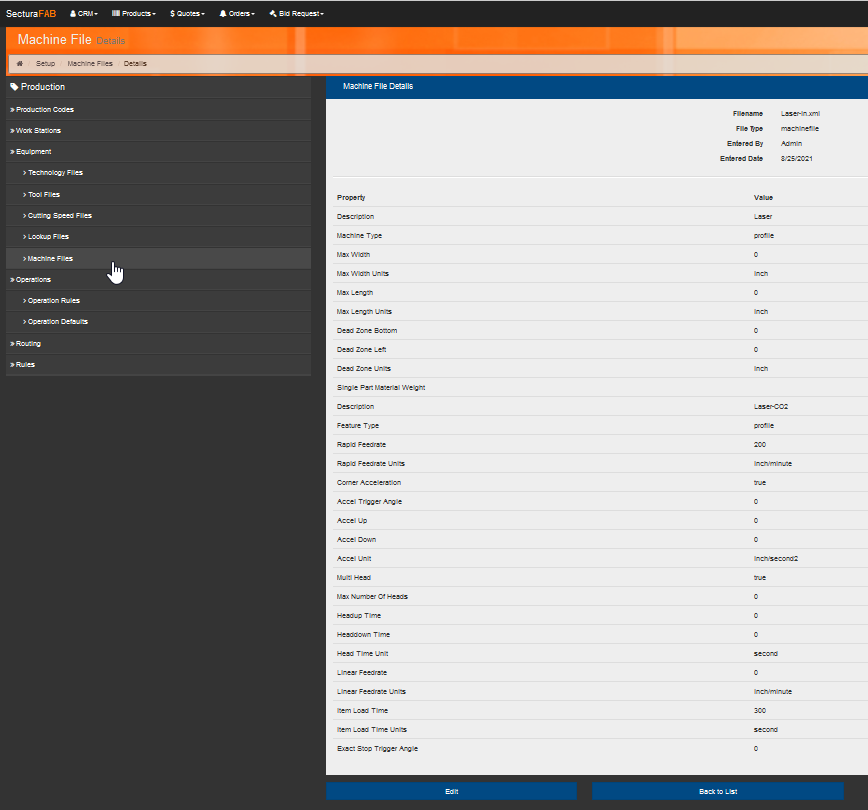 SecturaFAB CRM Products $ Quotes Orders Bid Request
Machine File Details
Setup / Machine Files / Details
Production
» Production Codes
» Work Stations
» Equipment
› Technology Files
› Tool Files
› Cutting Speed Files
› Lookup Files
› Machine Files
» Operations
› Operation Rules
› Operation Defaults
» Routing
» Rules
Machine File Details
Filename Laser-in.xml
File Type machinefile
Entered By Admin
Entered Date 8/25/2021
Property Value
Description Laser
Machine Type profile
Max Width 0
Max Width Units inch
Max Length 0
Max Length Units inch
Dead Zone Bottom 0
Dead Zone Left 0
Dead Zone Units inch
Single Part Material Weight
Description Laser-CO2
Feature Type profile
Rapid Feedrate 200
Rapid Feedrate Units inch/minute
Corner Acceleration true
Accel Trigger Angle 0
Accel Up 0
Accel Down 0
Accel Unit inch/second2
Multi Head true
Max Number Of Heads 0
Headup Time 0
Headdown Time 0
Head Time Unit second
Linear Feedrate 0
Linear Feedrate Units inch/minute
Item Load Time 300
Item Load Time Units second
Exact Stop Trigger Angle 0
Edit Back to List